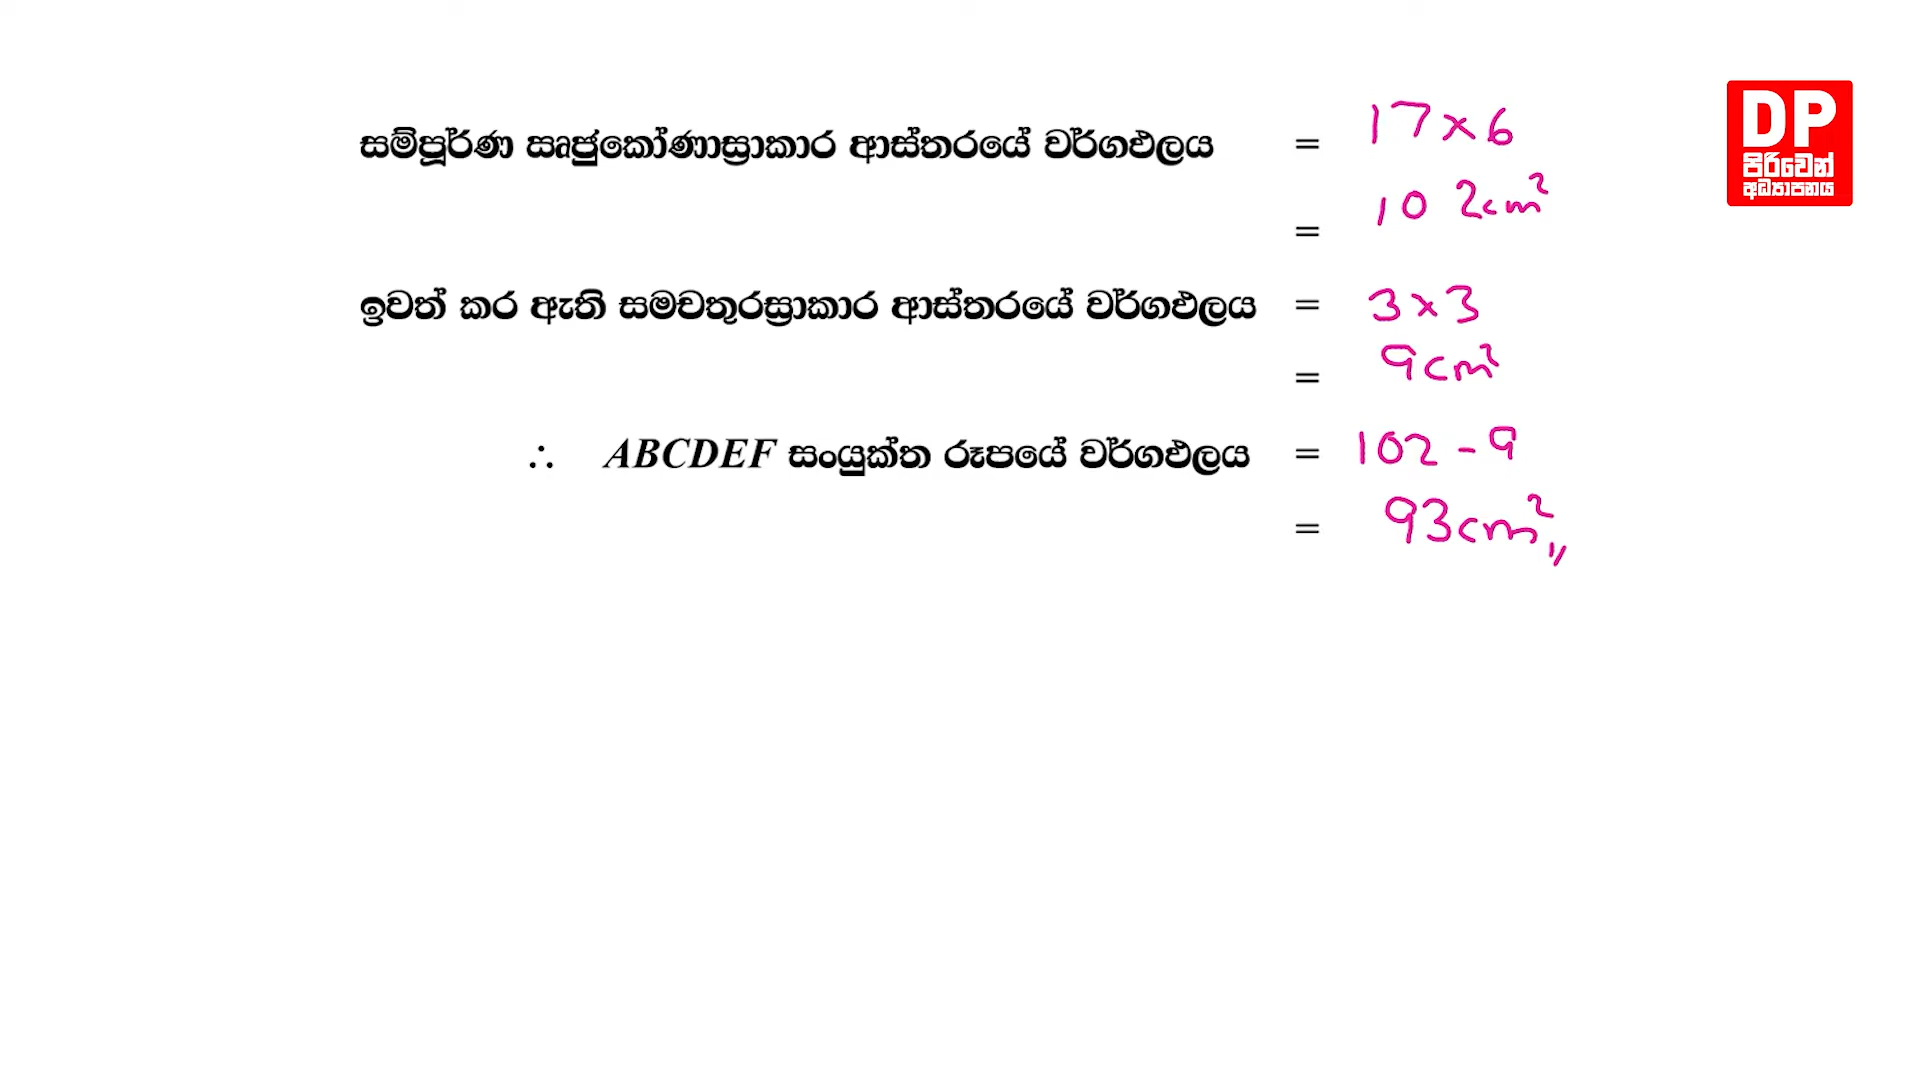 සම්පූර්ණ සෘජුකෝණාස්‍රාකාර ආස්තරයේ වර්ගඵලය = 17 × 6
= 102cm²
ඉවත් කර ඇති සමචතුරස්‍රාකාර ආස්තරයේ වර්ගඵලය = 3 × 3
= 9cm²
∴ ABCDEF සංයුක්ත රූපයේ වර්ගඵලය = 102 - 9
= 93cm²〃
DP
පිරිවෙන්
අධ්‍යාපනය